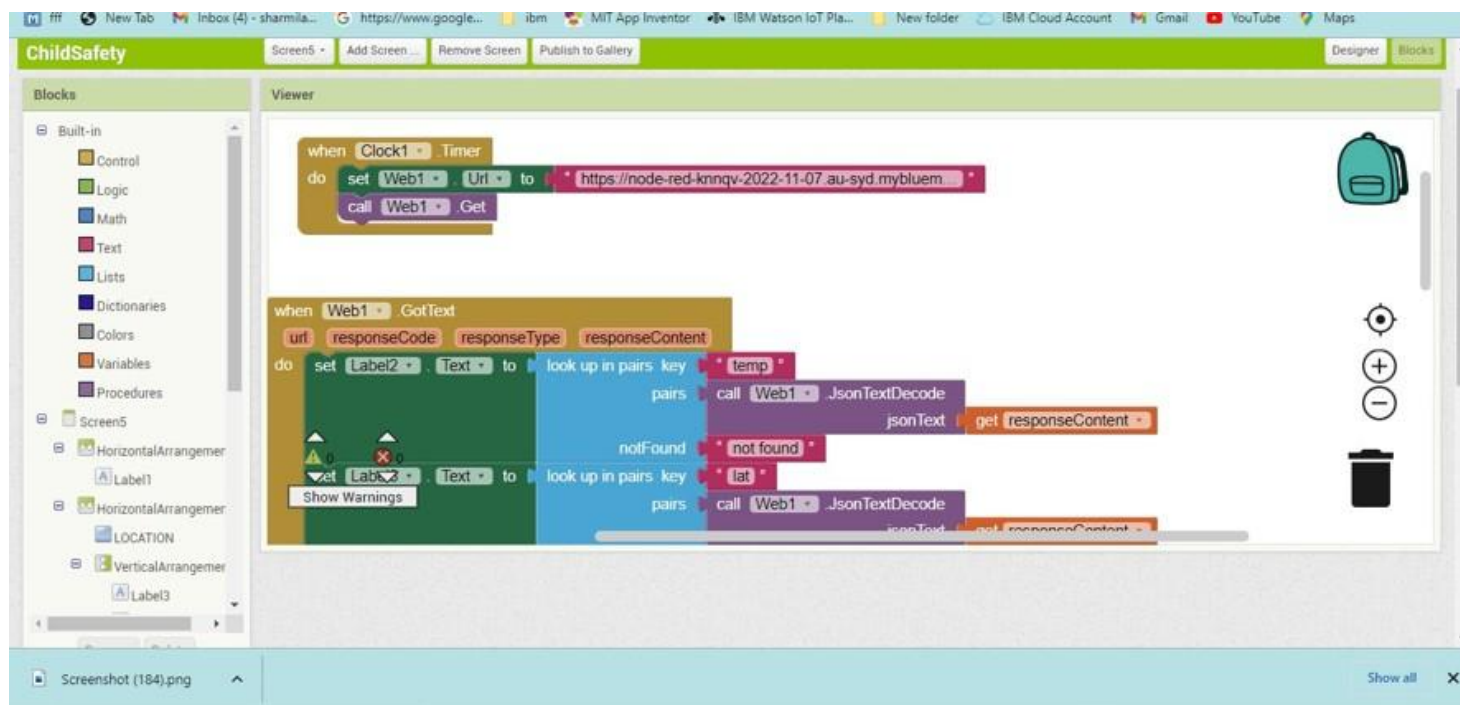 fff New Tab Inbox (4) - sharmila... https://www.google... ibm MIT App Inventor IBM Watson IoT Pla... New folder IBM Cloud Account Gmail YouTube Maps
ChildSafety Screen5 Add Screen ... Remove Screen Publish to Gallery Designer Blocks
Blocks Viewer
Built-in
Control
Logic
Math
Text
Lists
Dictionaries
Colors
Variables
Procedures
Screen5
HorizontalArrangemer
Label1
HorizontalArrangemer
LOCATION
VerticalArrangemer
Label3
when Clock1 .Timer
do set Web1 . Url to " https://node-red-knnqv-2022-11-07.au-syd.mybluem... "
call Web1 .Get
when Web1 .GotText
url responseCode responseType responseContent
do set Label2 . Text to look up in pairs key " temp "
pairs call Web1 .JsonTextDecode
jsonText get responseContent
notFound " not found "
0 0
set Label3 . Text to look up in pairs key " lat "
Show Warnings
pairs call Web1 .JsonTextDecode
jsonText get responseContent
Screenshot (184).png Show all